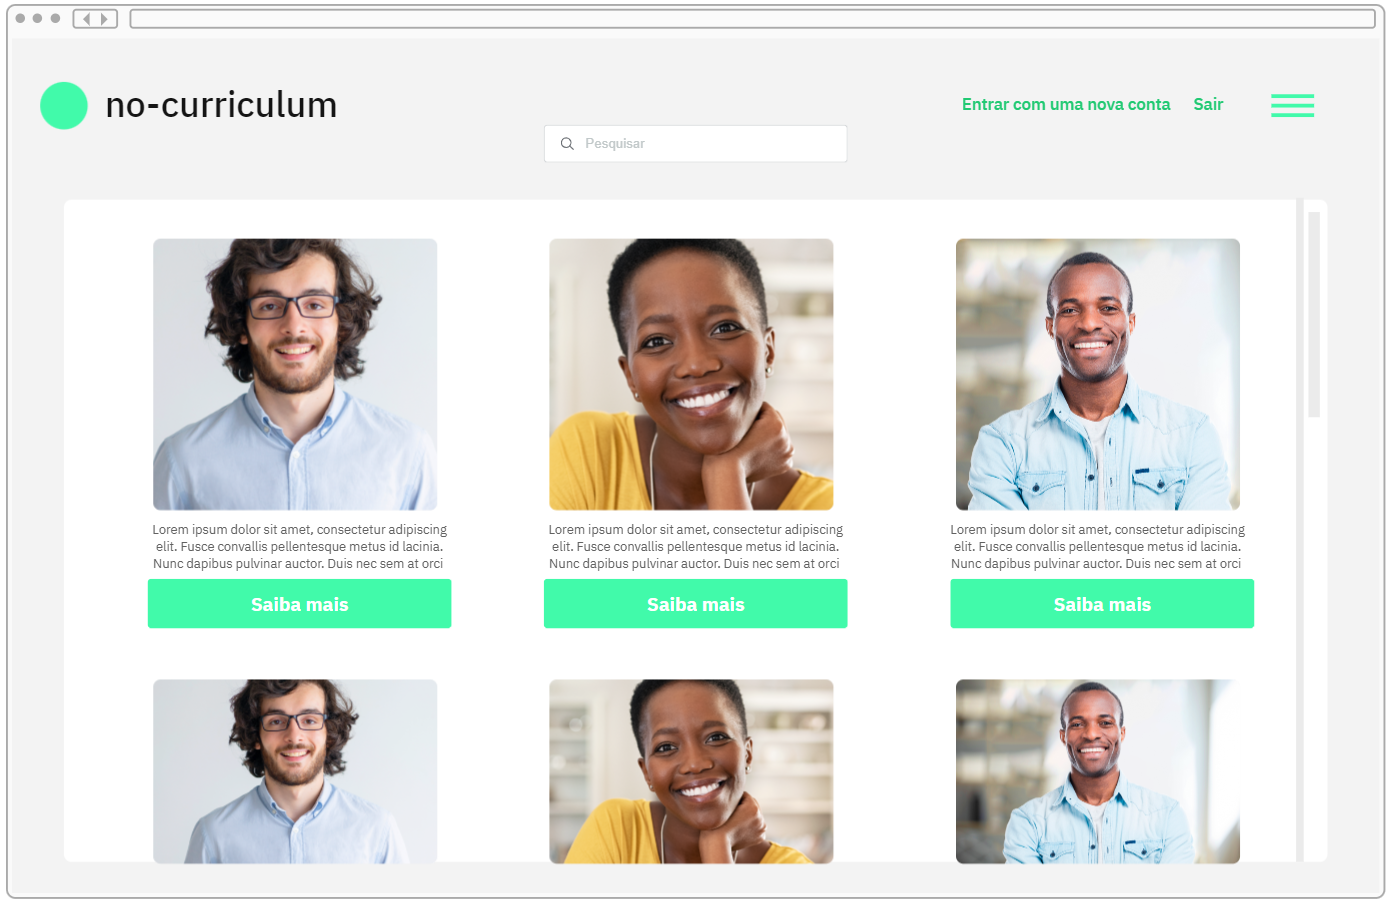 no-curriculum
Entrar com uma nova conta Sair
Pesquisar
Lorem ipsum dolor sit amet, consectetur adipiscing
elit. Fusce convallis pellentesque metus id lacinia.
Nunc dapibus pulvinar auctor. Duis nec sem at orci
Saiba mais
Lorem ipsum dolor sit amet, consectetur adipiscing
elit. Fusce convallis pellentesque metus id lacinia.
Nunc dapibus pulvinar auctor. Duis nec sem at orci
Saiba mais
Lorem ipsum dolor sit amet, consectetur adipiscing
elit. Fusce convallis pellentesque metus id lacinia.
Nunc dapibus pulvinar auctor. Duis nec sem at orci
Saiba mais